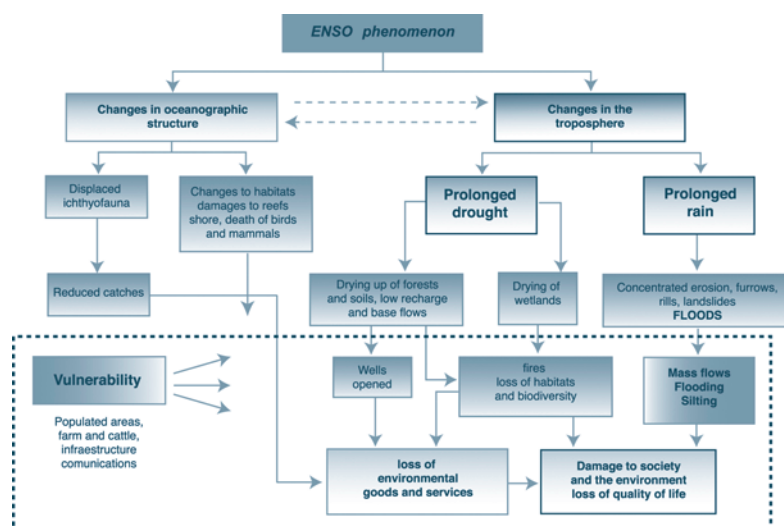 ENSO phenomenon
Changes in oceanographic
structure
Changes in the
troposphere
Displaced
ichthyofauna
Changes to habitats
damages to reefs
shore, death of birds
and mammals
Prolonged
drought
Prolonged
rain
Reduced catches
Drying up of forests
and soils, low recharge
and base flows
Drying of
wetlands
Concentrated erosion, furrows,
rills, landslides
FLOODS
Vulnerability
Populated areas,
farm and cattle,
infraestructure
comunications
Wells
opened
fires
loss of habitats
and biodiversity
Mass flows
Flooding
Silting
loss of
environmental
goods and services
Damage to society
and the environment
loss of quality of life